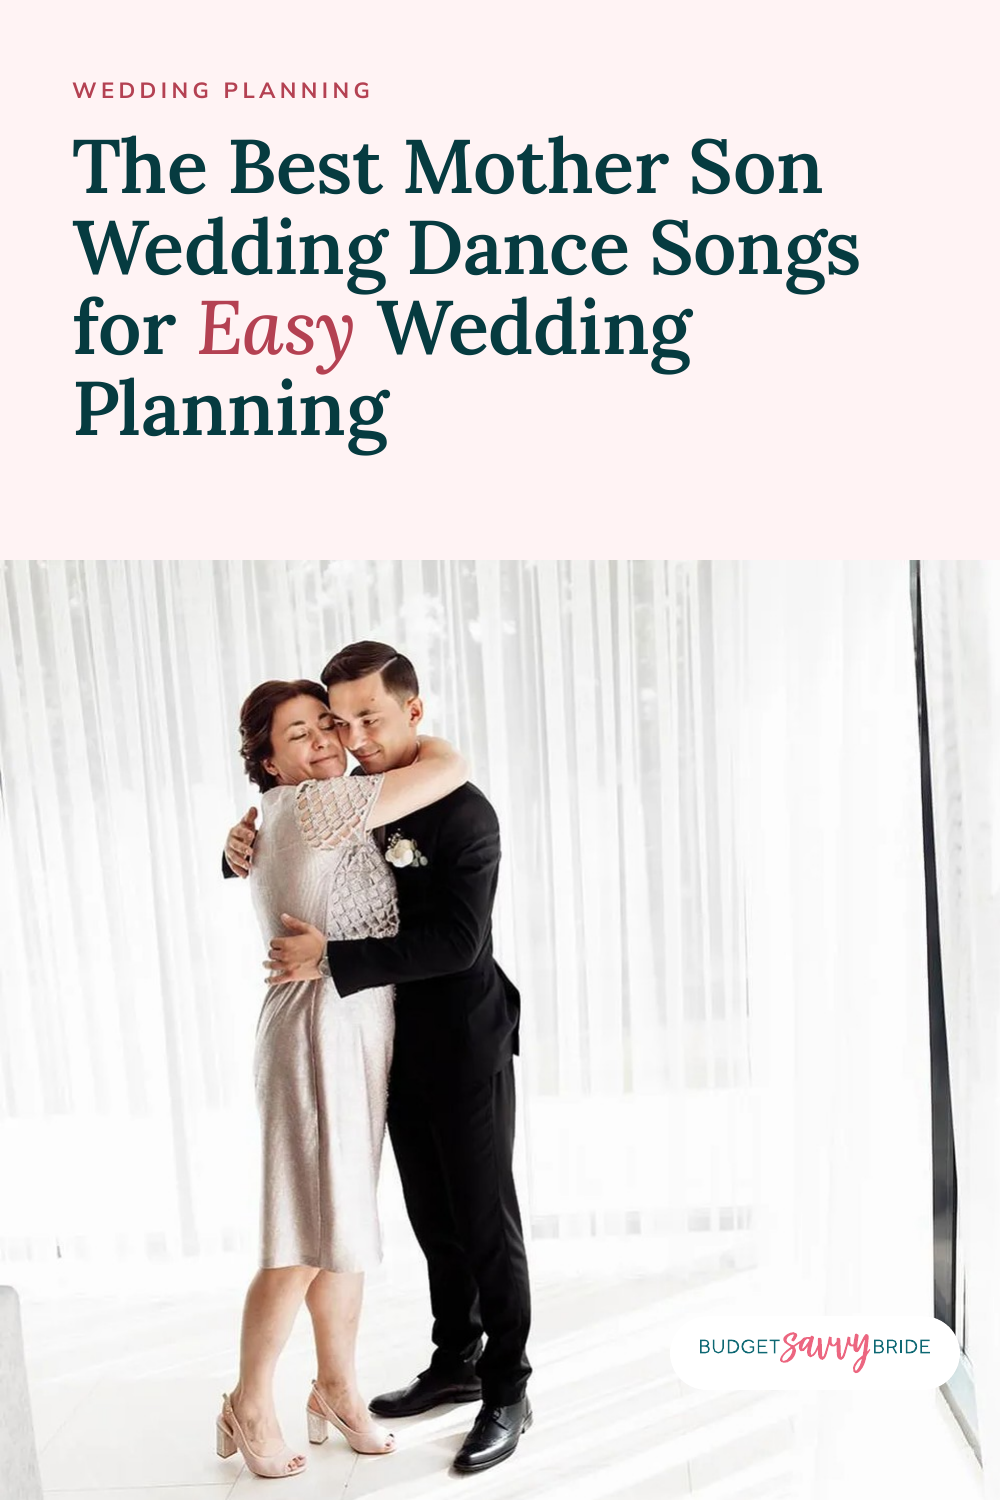 WEDDING PLANNING
The Best Mother Son
Wedding Dance Songs
for Easy Wedding
Planning
BUDGET savvy BRIDE